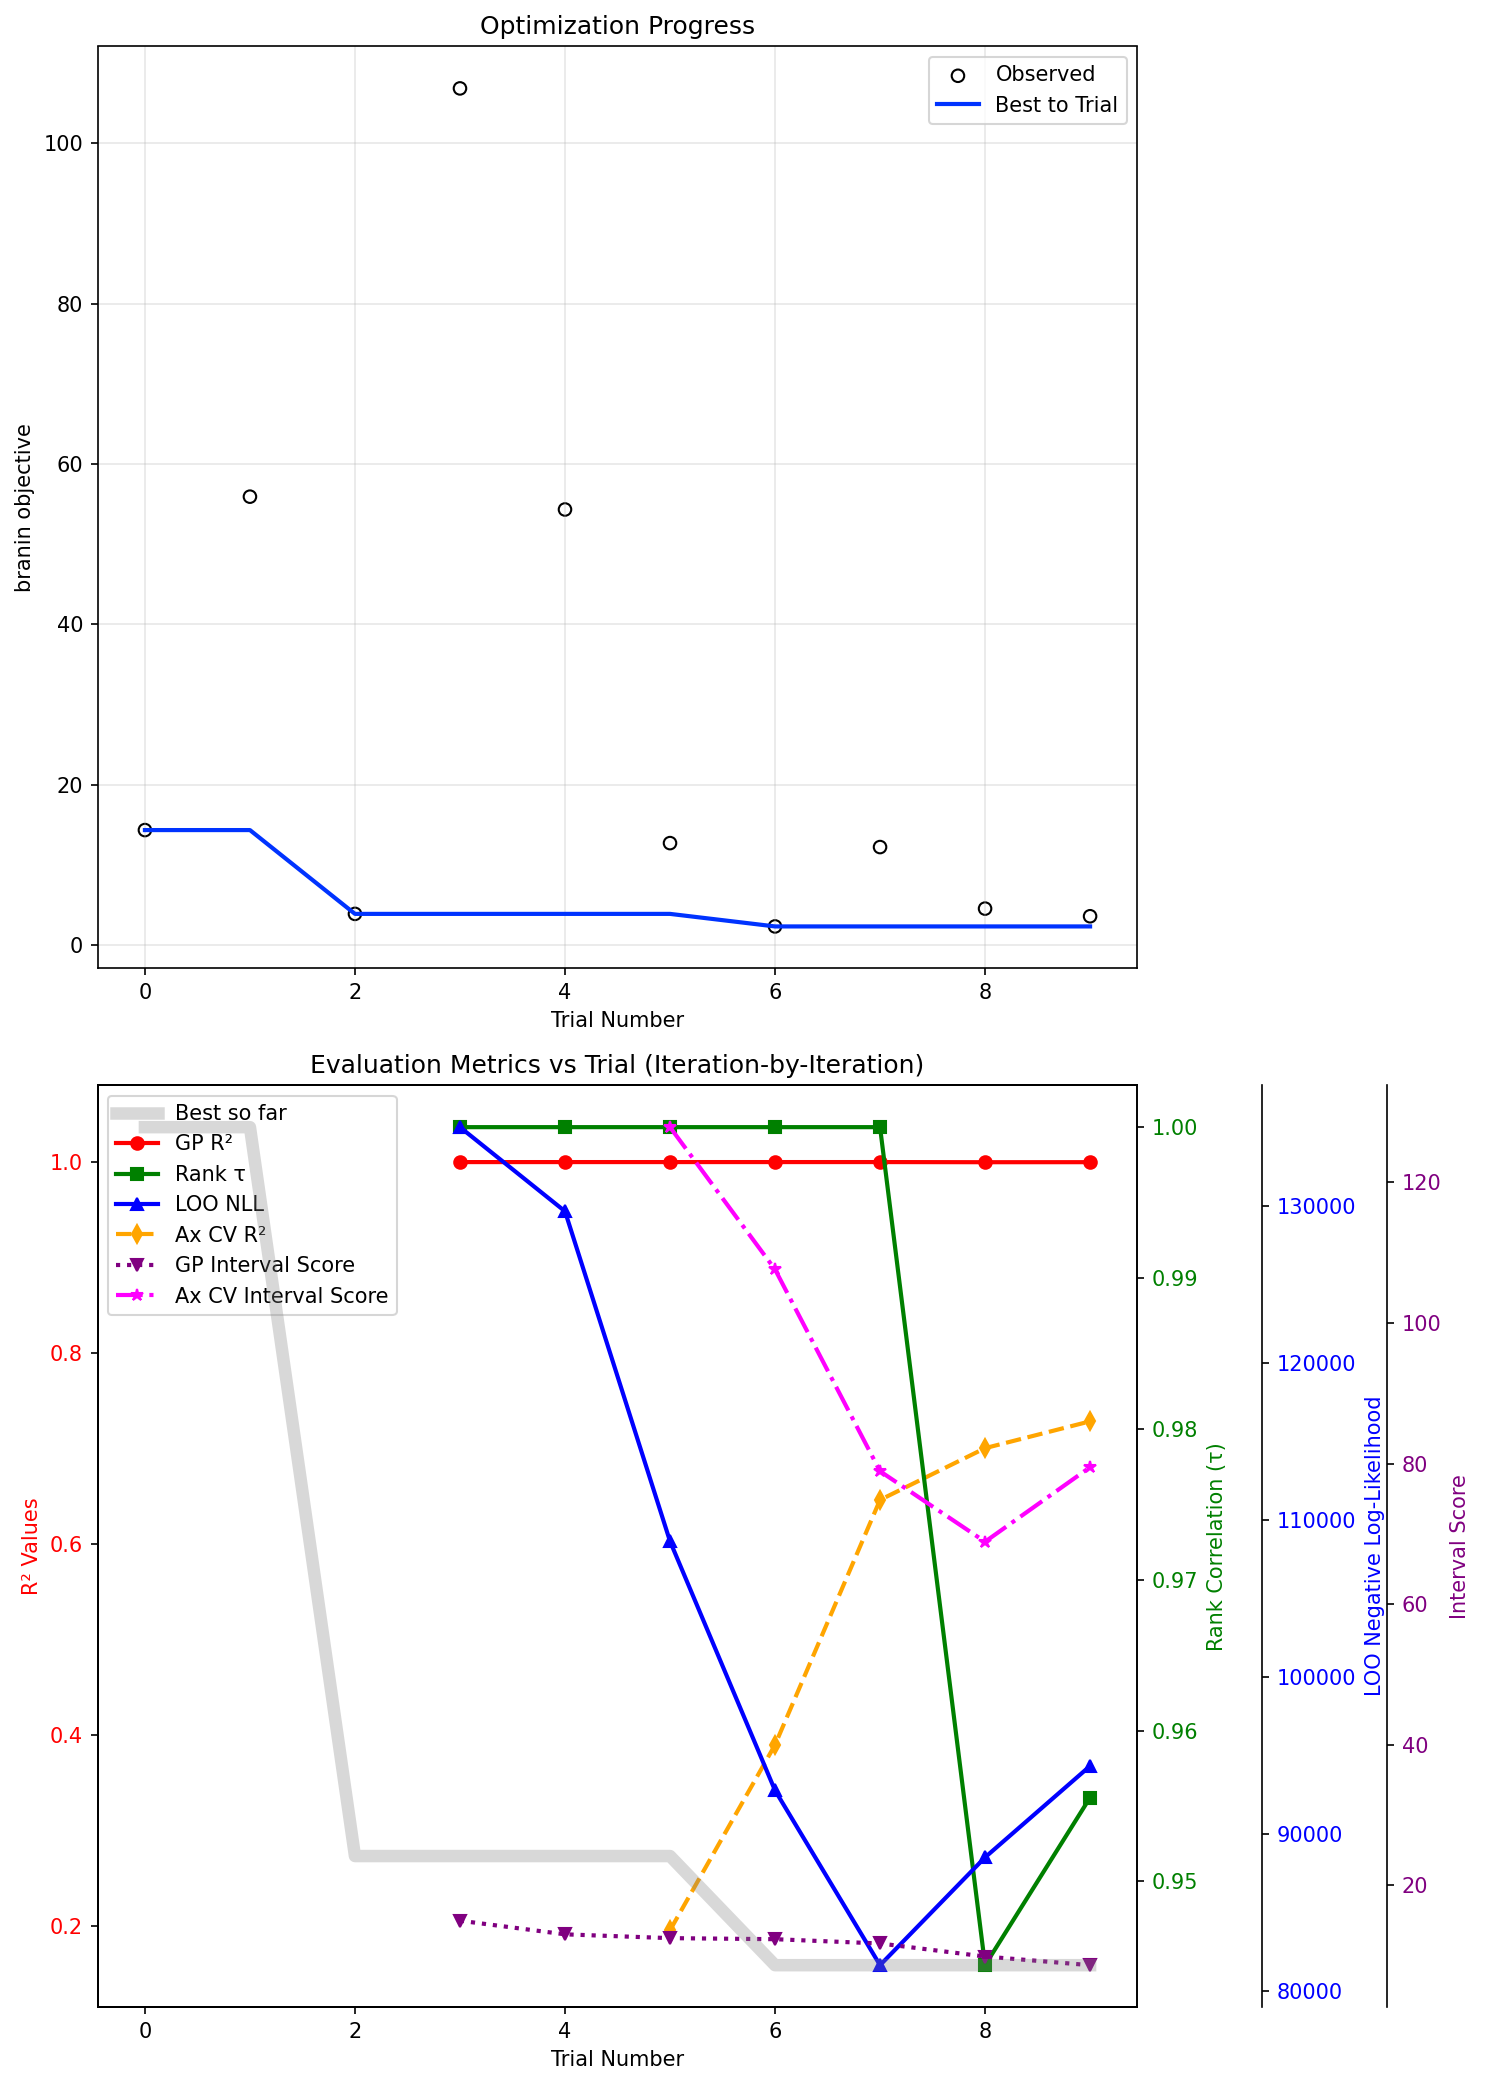 Optimization Progress
Observed
Best to Trial
100
80
60
40
20
0
branin objective
0 2 4 6 8
Trial Number
Evaluation Metrics vs Trial (Iteration-by-Iteration)
Best so far
GP R²
Rank τ
LOO NLL
Ax CV R²
GP Interval Score
Ax CV Interval Score
1.0
0.8
0.6
0.4
0.2
R² Values
1.00
0.99
0.98
0.97
0.96
0.95
Rank Correlation (τ)
130000
120000
110000
100000
90000
80000
LOO Negative Log-Likelihood
120
100
80
60
40
20
Interval Score
0 2 4 6 8
Trial Number